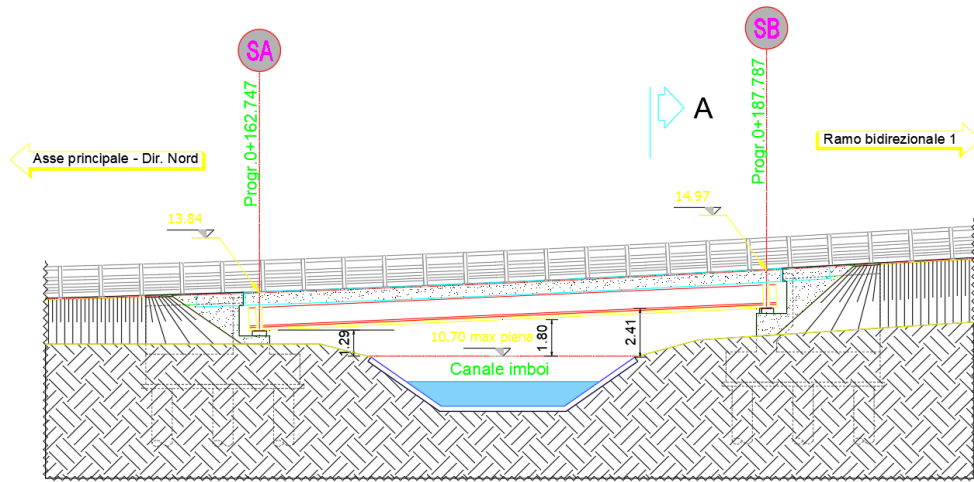 SA
SB
Progr.0+162.747
Progr.0+187.787
A
Asse principale - Dir. Nord
Ramo bidirezionale 1
13.84
14.97
1.29
10.70 max piena
1.80
2.41
Canale imboi